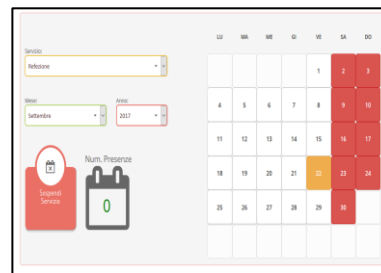 LU MA ME GI VE SA DO
Servizio:
Refezione
1 2 3
Mese: Anno:
Settembre 2017
4 5 6 7 8 9 10
11 12 13 14 15 16 17
Num. Presenze
18 19 20 21 22 23 24
Sospendi
Servizio
0
25 26 27 28 29 30